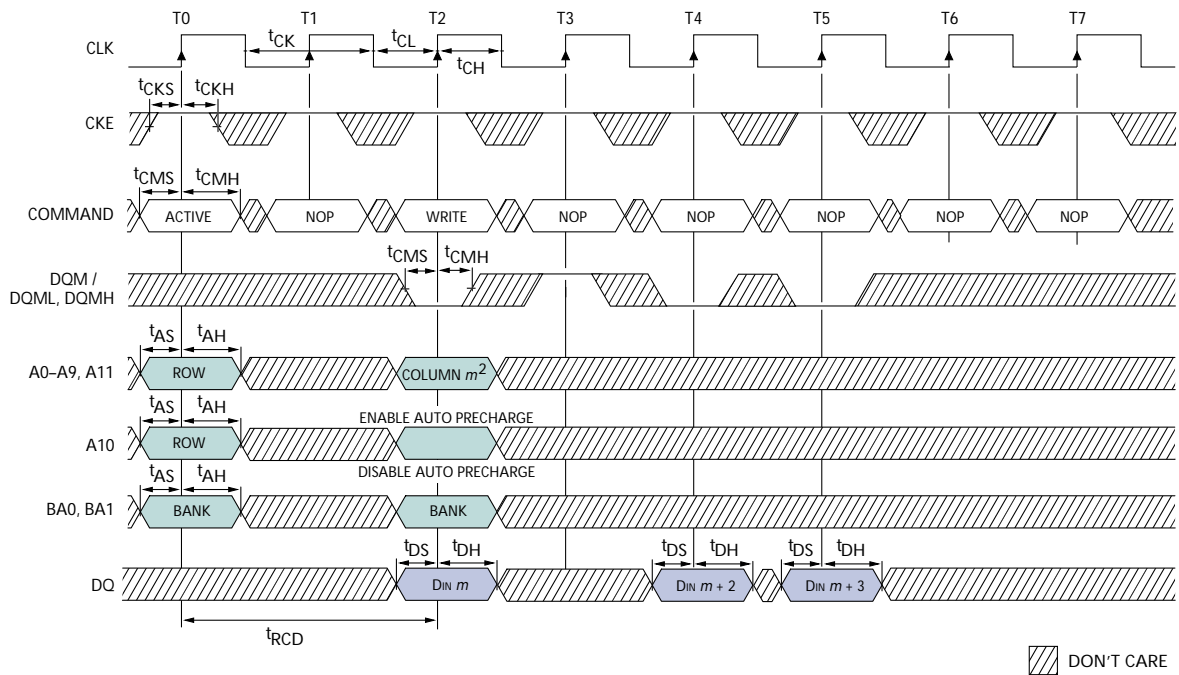 T0 T1 T2 T3 T4 T5 T6 T7
CLK
tCK tCL
tCH
tCKS tCKH
CKE
tCMS tCMH
COMMAND ACTIVE NOP WRITE NOP NOP NOP NOP NOP
tCMS tCMH
DQM /
DQML, DQMH
tAS tAH
A0–A9, A11 ROW COLUMN m2
tAS tAH ENABLE AUTO PRECHARGE
A10 ROW
DISABLE AUTO PRECHARGE
tAS tAH
BA0, BA1 BANK BANK
tDS tDH tDS tDH tDS tDH
DQ DIN m DIN m + 2 DIN m + 3
tRCD
DON'T CARE